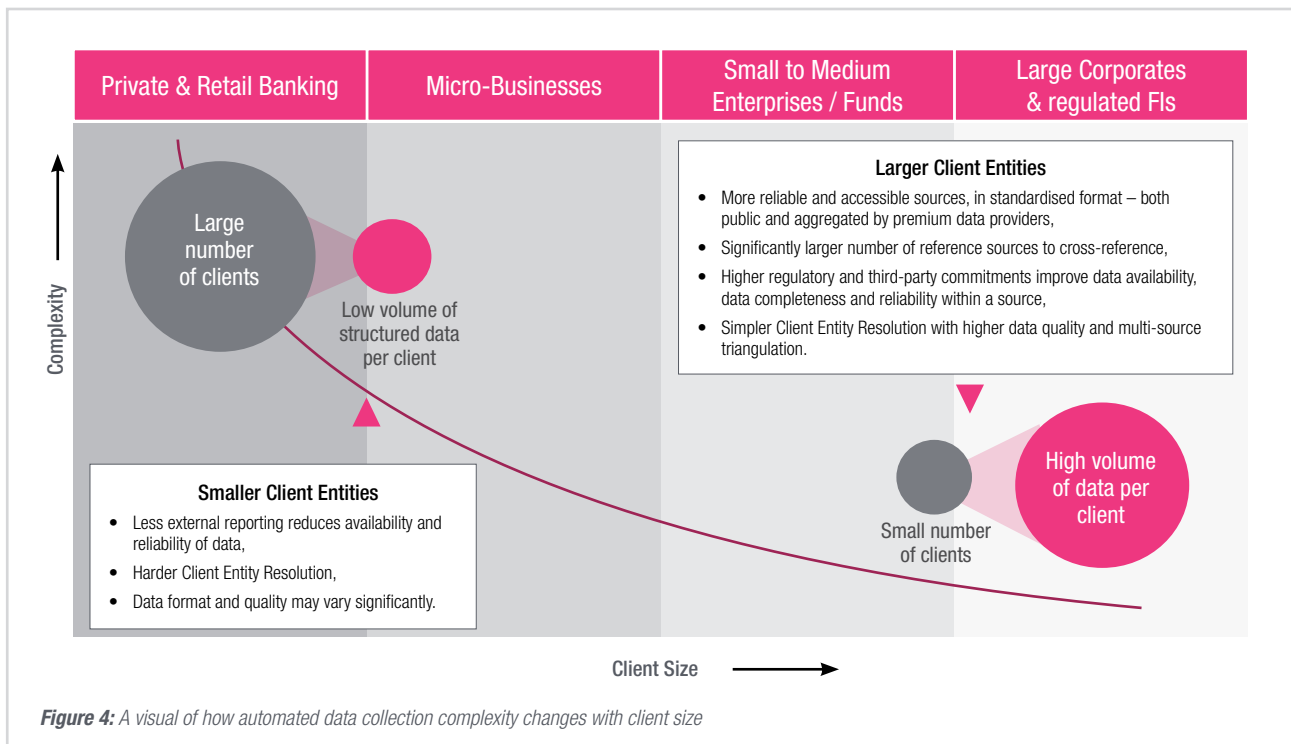 Private & Retail Banking
Micro-Businesses
Small to Medium
Enterprises / Funds
Large Corporates
& regulated FIs
Complexity
Large
number
of clients
Low volume of
structured data
per client
Larger Client Entities
• More reliable and accessible sources, in standardised format – both
public and aggregated by premium data providers,
• Significantly larger number of reference sources to cross-reference,
• Higher regulatory and third-party commitments improve data availability,
data completeness and reliability within a source,
• Simpler Client Entity Resolution with higher data quality and multi-source
triangulation.
Smaller Client Entities
• Less external reporting reduces availability and
reliability of data,
• Harder Client Entity Resolution,
• Data format and quality may vary significantly.
Small number
of clients
High volume
of data per
client
Client Size
Figure 4: A visual of how automated data collection complexity changes with client size